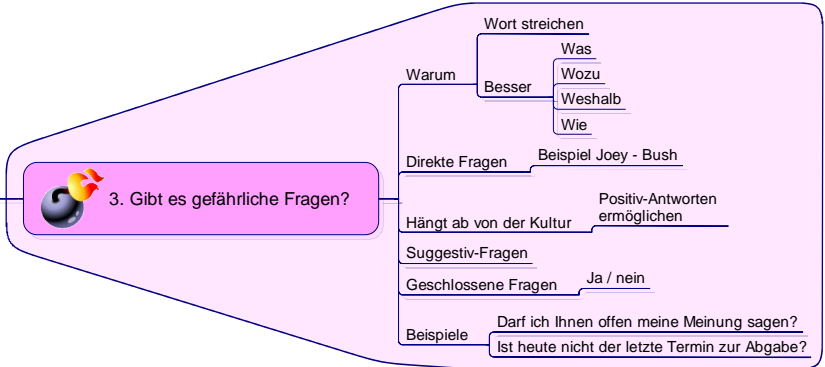 3. Gibt es gefährliche Fragen?
Warum
Wort streichen
Besser
Was
Wozu
Weshalb
Wie
Direkte Fragen
Beispiel Joey - Bush
Hängt ab von der Kultur
Positiv-Antworten
ermöglichen
Suggestiv-Fragen
Geschlossene Fragen
Ja / nein
Beispiele
Darf ich Ihnen offen meine Meinung sagen?
Ist heute nicht der letzte Termin zur Abgabe?